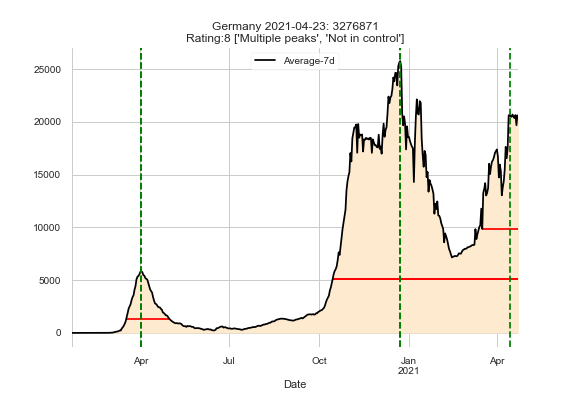 Germany 2021-04-23: 3276871
Rating:8 ['Multiple peaks', 'Not in control']
Average-7d
25000
20000
15000
10000
5000
0
Apr
Jul
Oct
Jan
2021
Apr
Date